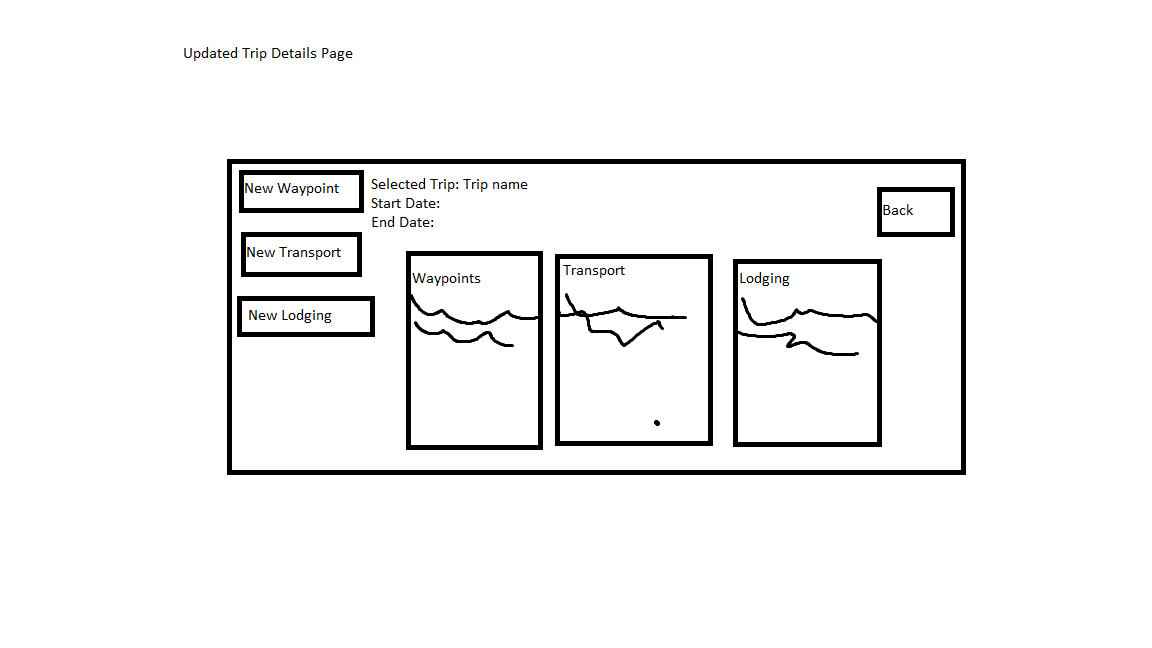 Updated Trip Details Page
New Waypoint
New Transport
New Lodging
Selected Trip: Trip name
Start Date:
End Date:
Back
Waypoints
Transport
Lodging